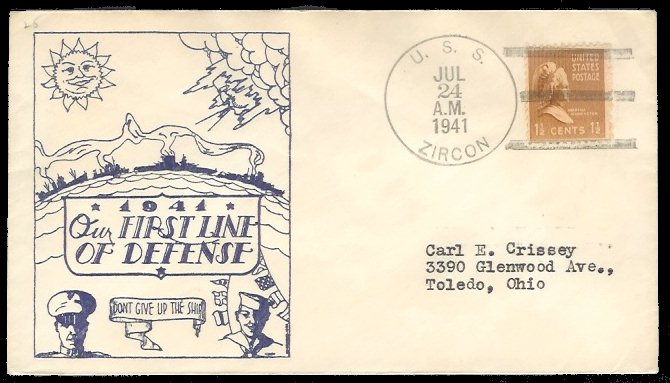 U. S. S.
JUL
24
A.M.
1941
ZIRCON
UNITED
STATES
POSTAGE
MARTHA
WASHINGTON
1½ CENTS 1½
1941
Our FIRST LINE
OF DEFENSE
DONT GIVE UP THE SHIP
Carl E. Crissey
3390 Glenwood Ave.,
Toledo, Ohio